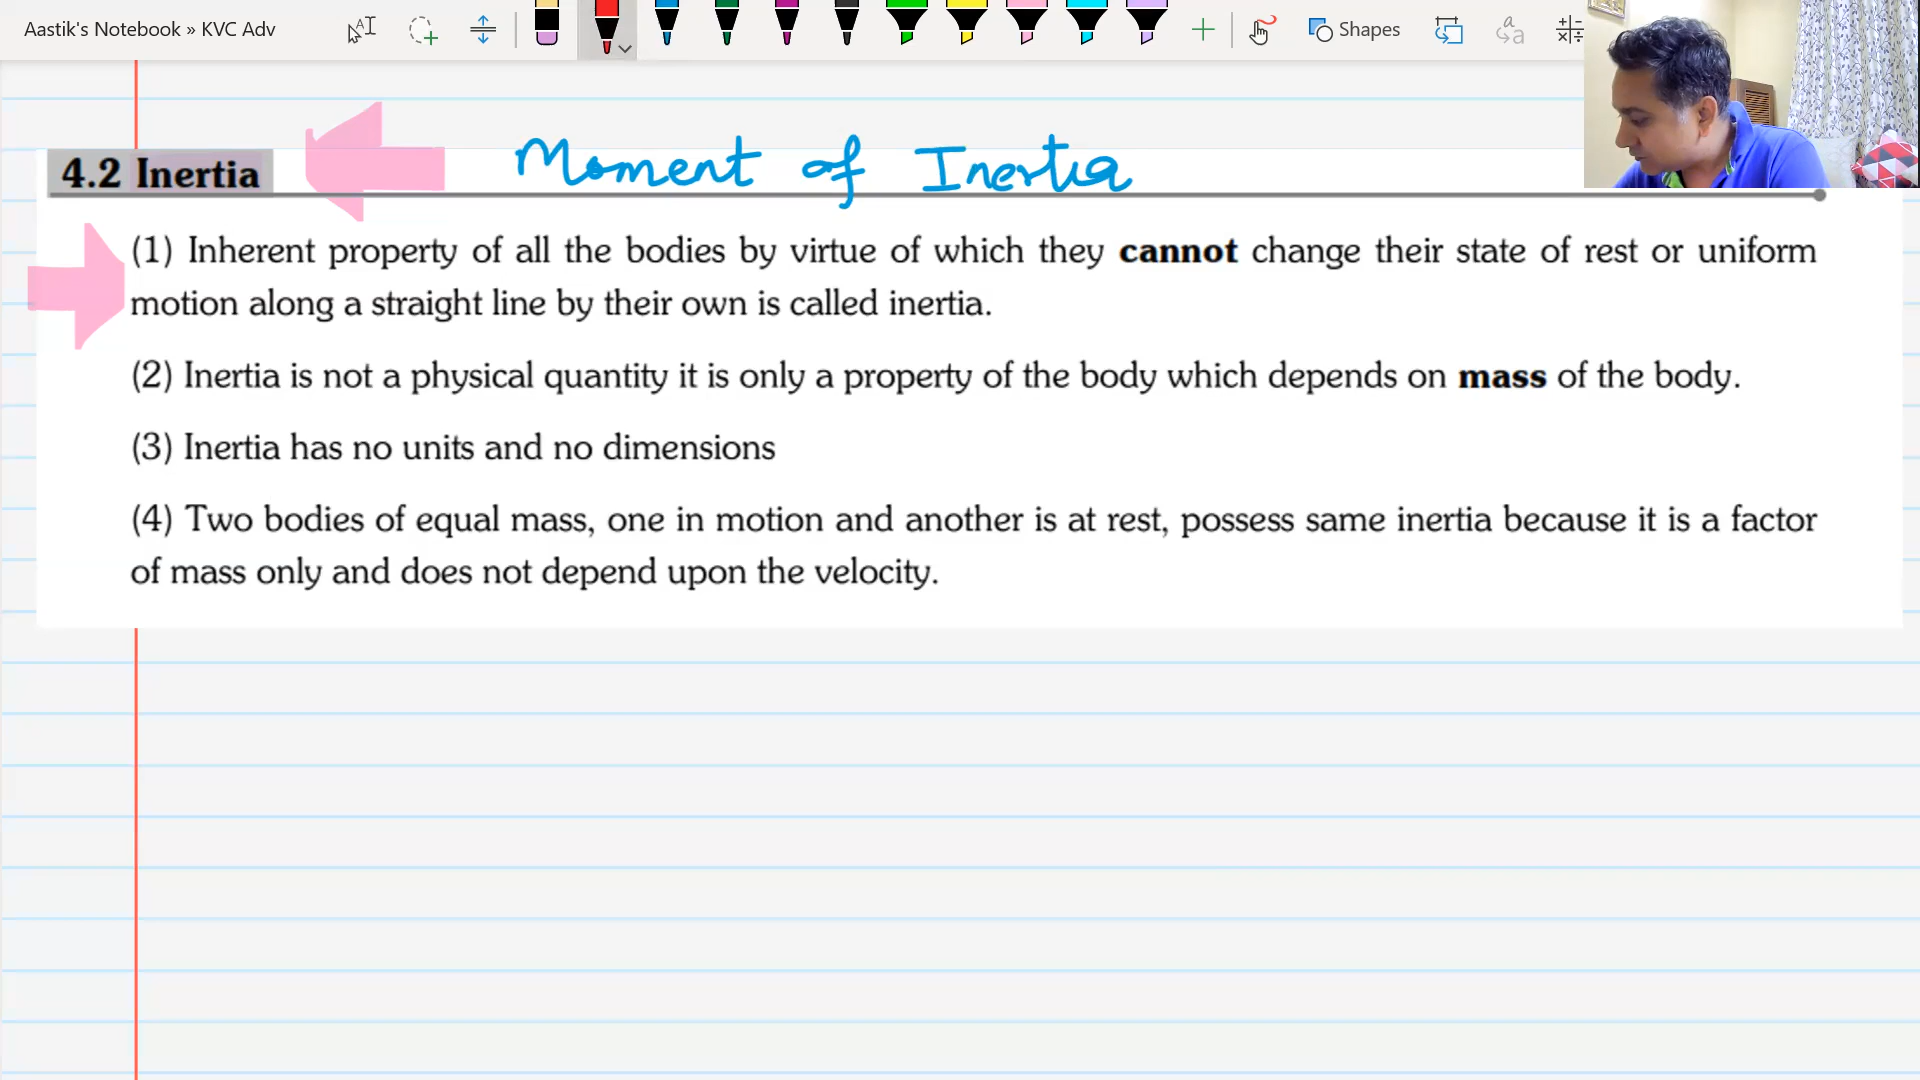 Aastik's Notebook » KVC Adv
Shapes
4.2 Inertia
Moment of Inertia
(1) Inherent property of all the bodies by virtue of which they cannot change their state of rest or uniform
motion along a straight line by their own is called inertia.
(2) Inertia is not a physical quantity it is only a property of the body which depends on mass of the body.
(3) Inertia has no units and no dimensions
(4) Two bodies of equal mass, one in motion and another is at rest, possess same inertia because it is a factor
of mass only and does not depend upon the velocity.